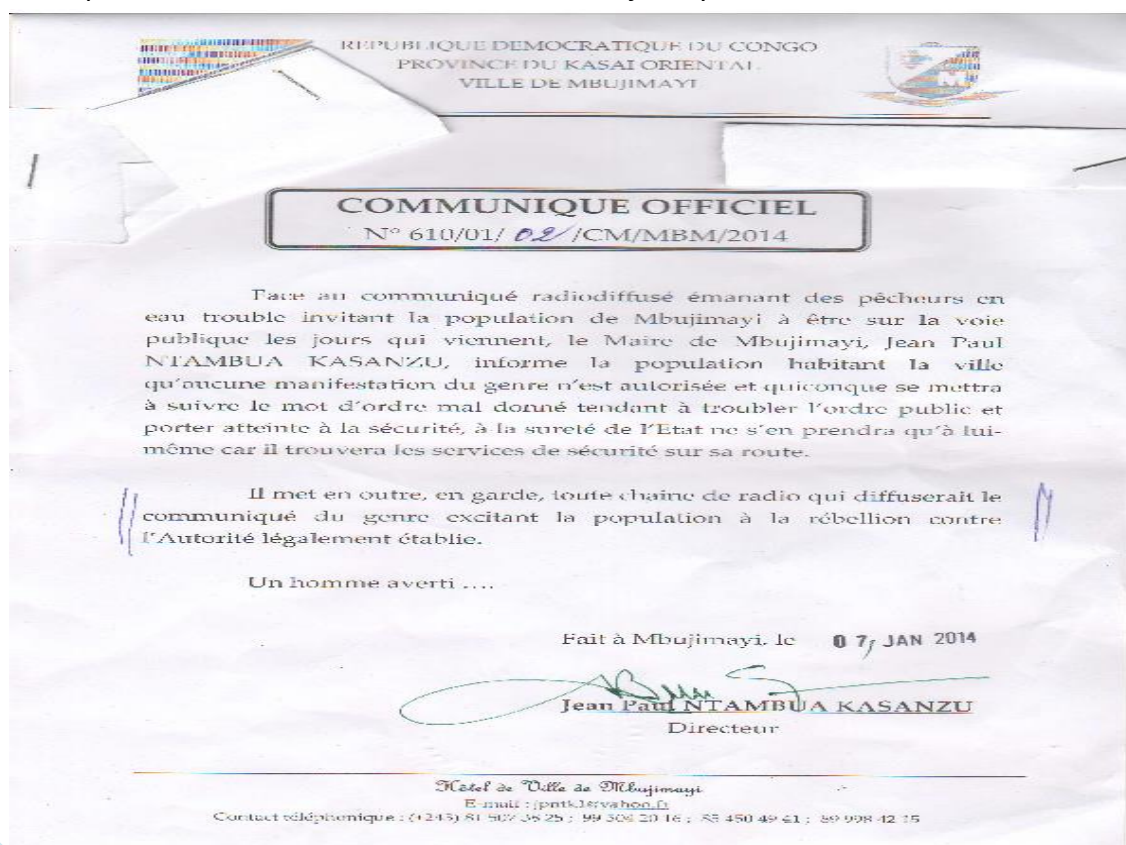 REPUBLIQUE DEMOCRATIQUE DU CONGO
PROVINCE DU KASAI ORIENTAL
VILLE DE MBUJIMAYI
COMMUNIQUE OFFICIEL
N° 610/01/ 02/ /CM/MBM/2014
Face au communiqué radiodiffusé émanant des pêcheurs en
eau trouble invitant la population de Mbujimayi à être sur la voie
publique les jours qui viennent, le Maire de Mbujimayi, Jean Paul
NTAMBUA KASANZU, informe la population habitant la ville
qu'aucune manifestation du genre n'est autorisée et quiconque se mettra
à suivre le mot d'ordre mal donné tendant à troubler l'ordre public et
porter atteinte à la sécurité, à la sureté de l'Etat ne s'en prendra qu'à lui-
même car il trouvera les services de sécurité sur sa route.
Il met en outre, en garde, toute chaine de radio qui diffuserait le
communiqué du genre excitant la population à la rébellion contre
l'Autorité légalement établie.
Un homme averti ....
Fait à Mbujimayi, le 07, JAN 2014
Jean Paul NTAMBUA KASANZU
Directeur
Hôtel de Ville de Mbujimayi
E-mail :
Contact téléphonique : (+243) 81